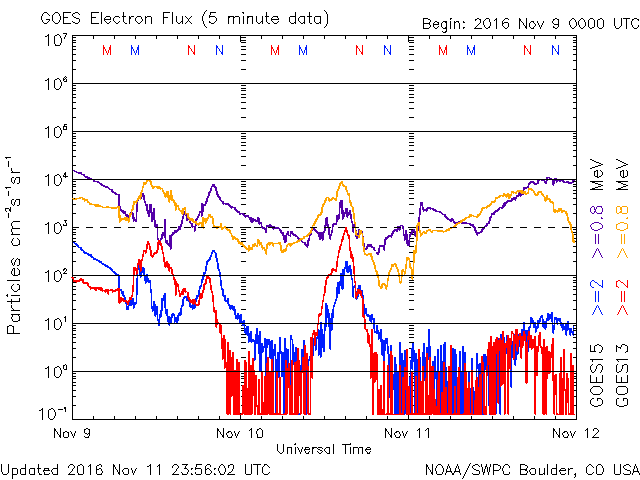 GOES Electron Flux (5 minute data)
Begin: 2016 Nov 9 0000 UTC
10⁷
M M N N M M N N M M N N
10⁶
10⁵
10⁴
10³
10²
10¹
10⁰
10⁻¹
Particles cm⁻²s⁻¹sr⁻¹
Nov 9 Nov 10 Nov 11 Nov 12
Universal Time
GOES15 >=2 >=0.8 MeV
GOES13 >=2 >=0.8 MeV
Updated 2016 Nov 11 23:56:02 UTC
NOAA/SWPC Boulder, CO USA